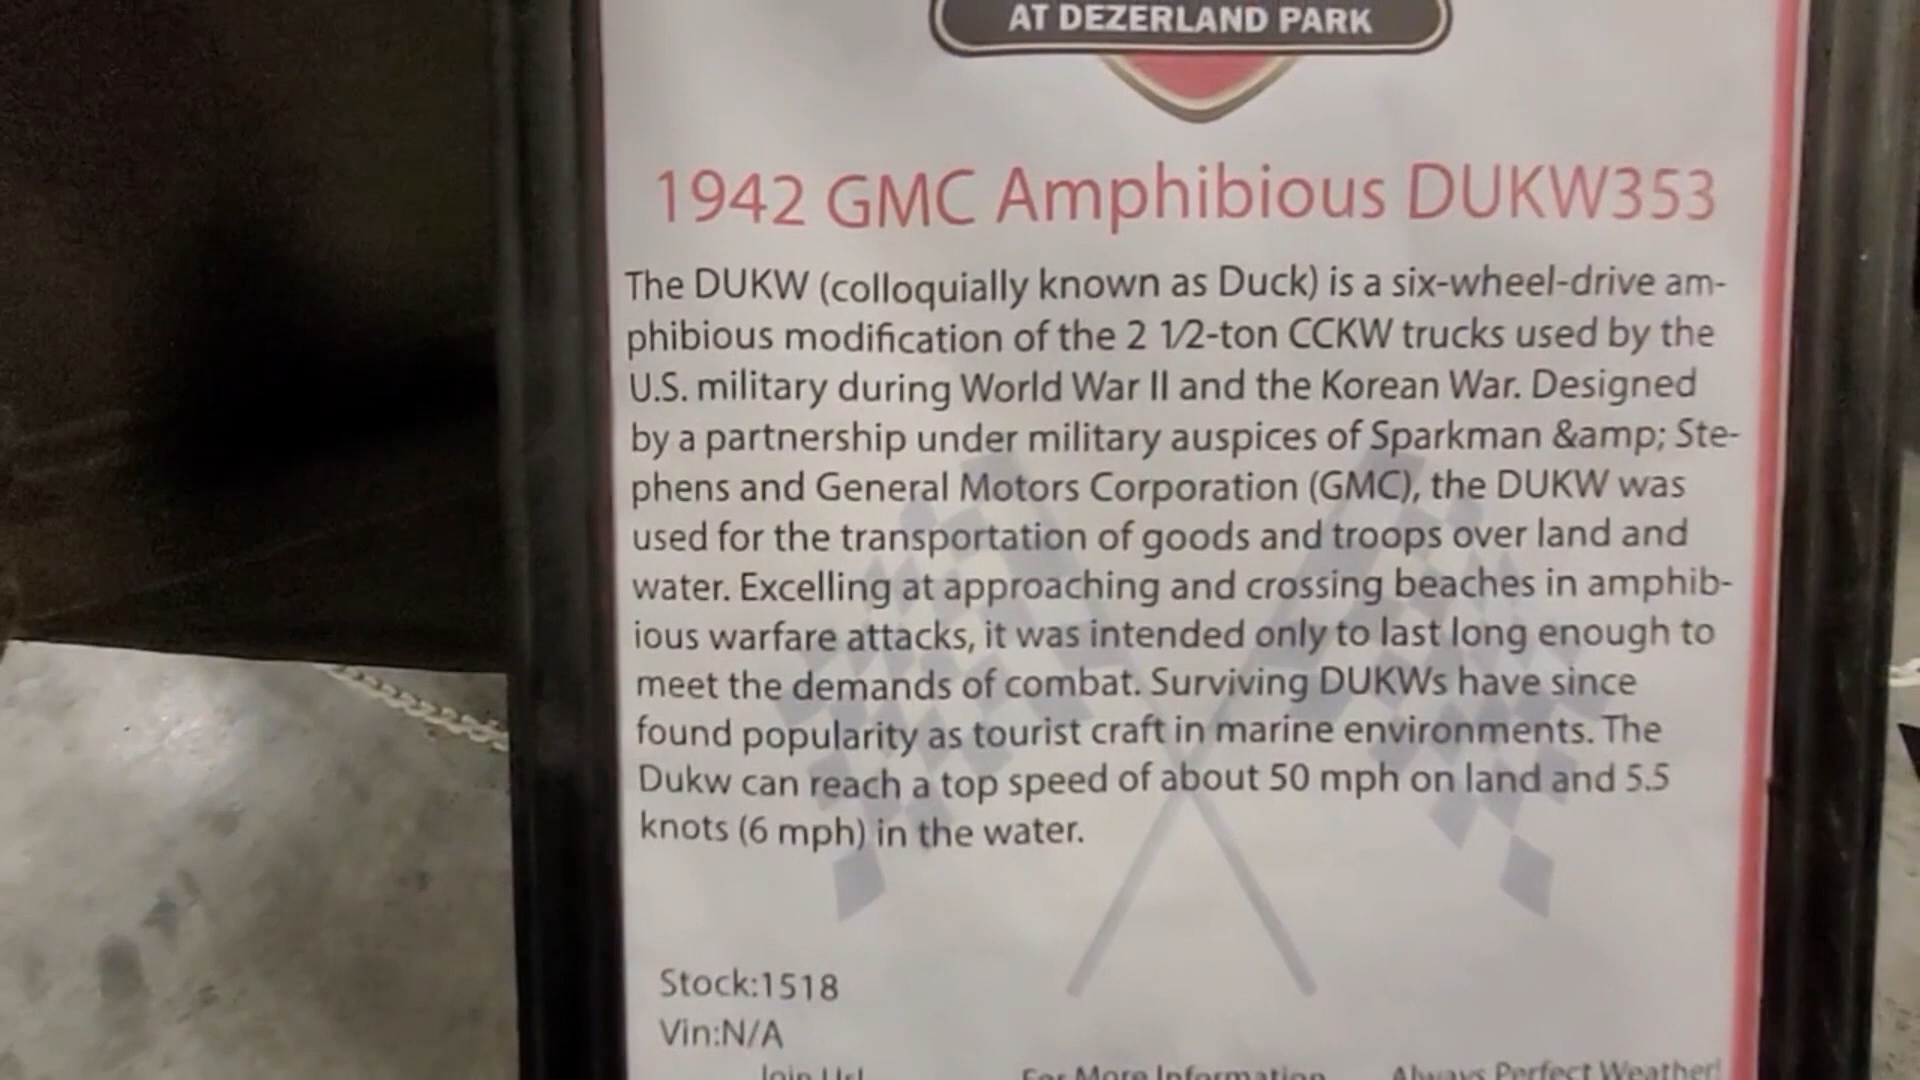 AT DEZERLAND PARK
1942 GMC Amphibious DUKW353
The DUKW (colloquially known as Duck) is a six-wheel-drive am-
phibious modification of the 2 1/2-ton CCKW trucks used by the
U.S. military during World War II and the Korean War. Designed
by a partnership under military auspices of Sparkman &amp; Ste-
phens and General Motors Corporation (GMC), the DUKW was
used for the transportation of goods and troops over land and
water. Excelling at approaching and crossing beaches in amphib-
ious warfare attacks, it was intended only to last long enough to
meet the demands of combat. Surviving DUKWs have since
found popularity as tourist craft in marine environments. The
Dukw can reach a top speed of about 50 mph on land and 5.5
knots (6 mph) in the water.
Stock:1518
Vin:N/A
Join Us! For More Information Always Perfect Weather!